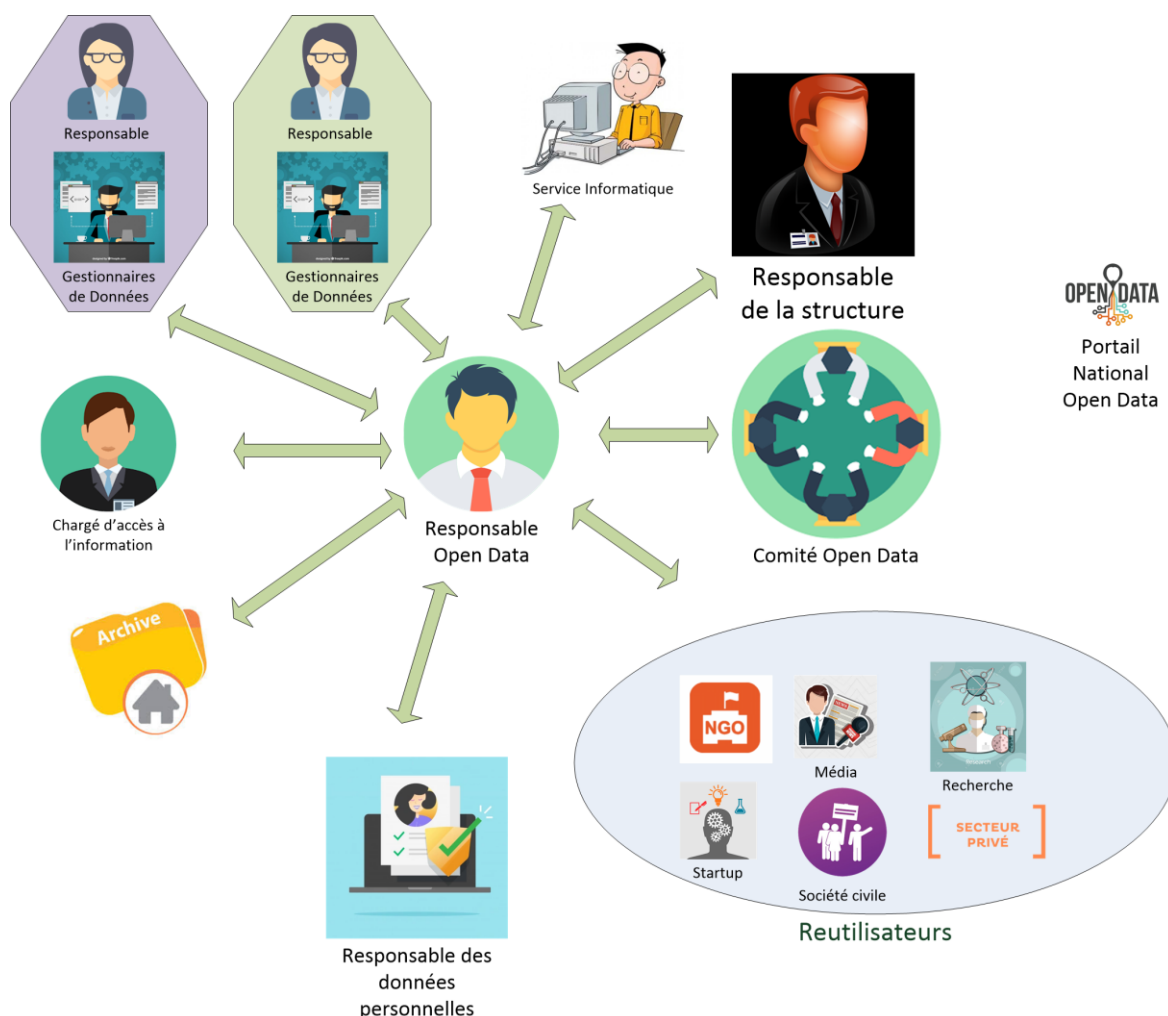 Responsable
Gestionnaires
de Données
Responsable
Gestionnaires
de Données
Service Informatique
Responsable
de la structure
OPEN DATA
Portail
National
Open Data
Chargé d’accès à
l’information
Responsable
Open Data
Comité Open Data
Archive
NGO
NEWS
Média
Recherche
Startup
Société civile
SECTEUR
PRIVÉ
Reutilisateurs
Responsable des
données
personnelles